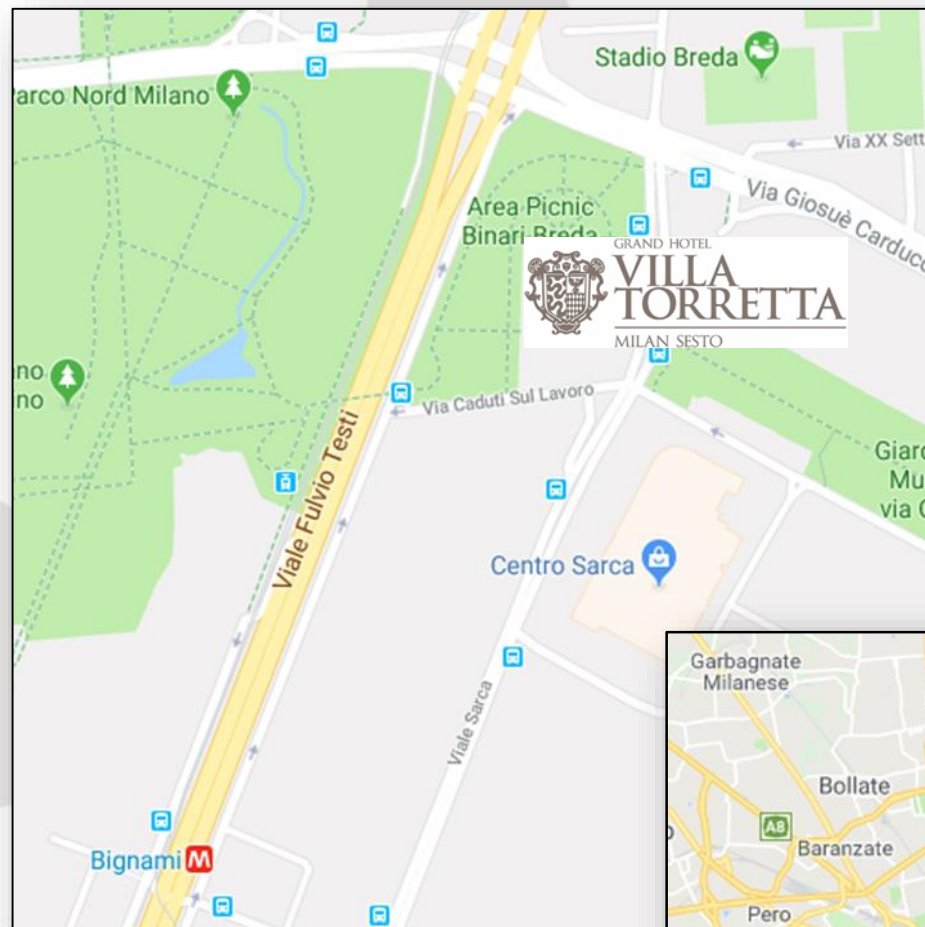 Stadio Breda
Parco Nord Milano
Via XX Sett
Via Giosuè Carducc
Area Picnic
Binari Breda
GRAND HOTEL
VILLA
TORRETTA
MILAN SESTO
ano
ino
Via Caduti Sul Lavoro
Viale Fulvio Testi
Giard
Mu
via G
Centro Sarca
Viale Sarca
Bignami M
Garbagnate
Milanese
Bollate
A8
Baranzate
Pero